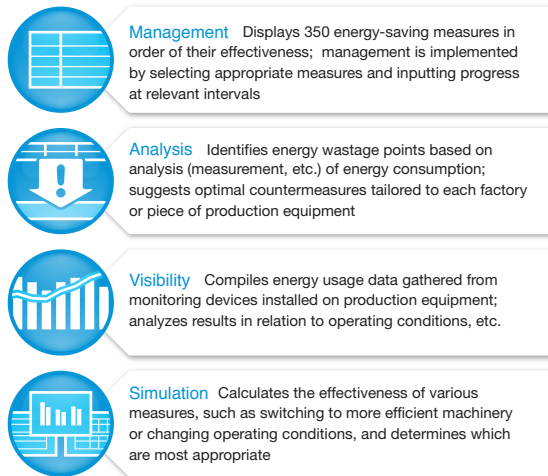 Management Displays 350 energy-saving measures in
order of their effectiveness; management is implemented
by selecting appropriate measures and inputting progress
at relevant intervals
Analysis Identifies energy wastage points based on
analysis (measurement, etc.) of energy consumption;
suggests optimal countermeasures tailored to each factory
or piece of production equipment
Visibility Compiles energy usage data gathered from
monitoring devices installed on production equipment;
analyzes results in relation to operating conditions, etc.
Simulation Calculates the effectiveness of various
measures, such as switching to more efficient machinery
or changing operating conditions, and determines which
are most appropriate